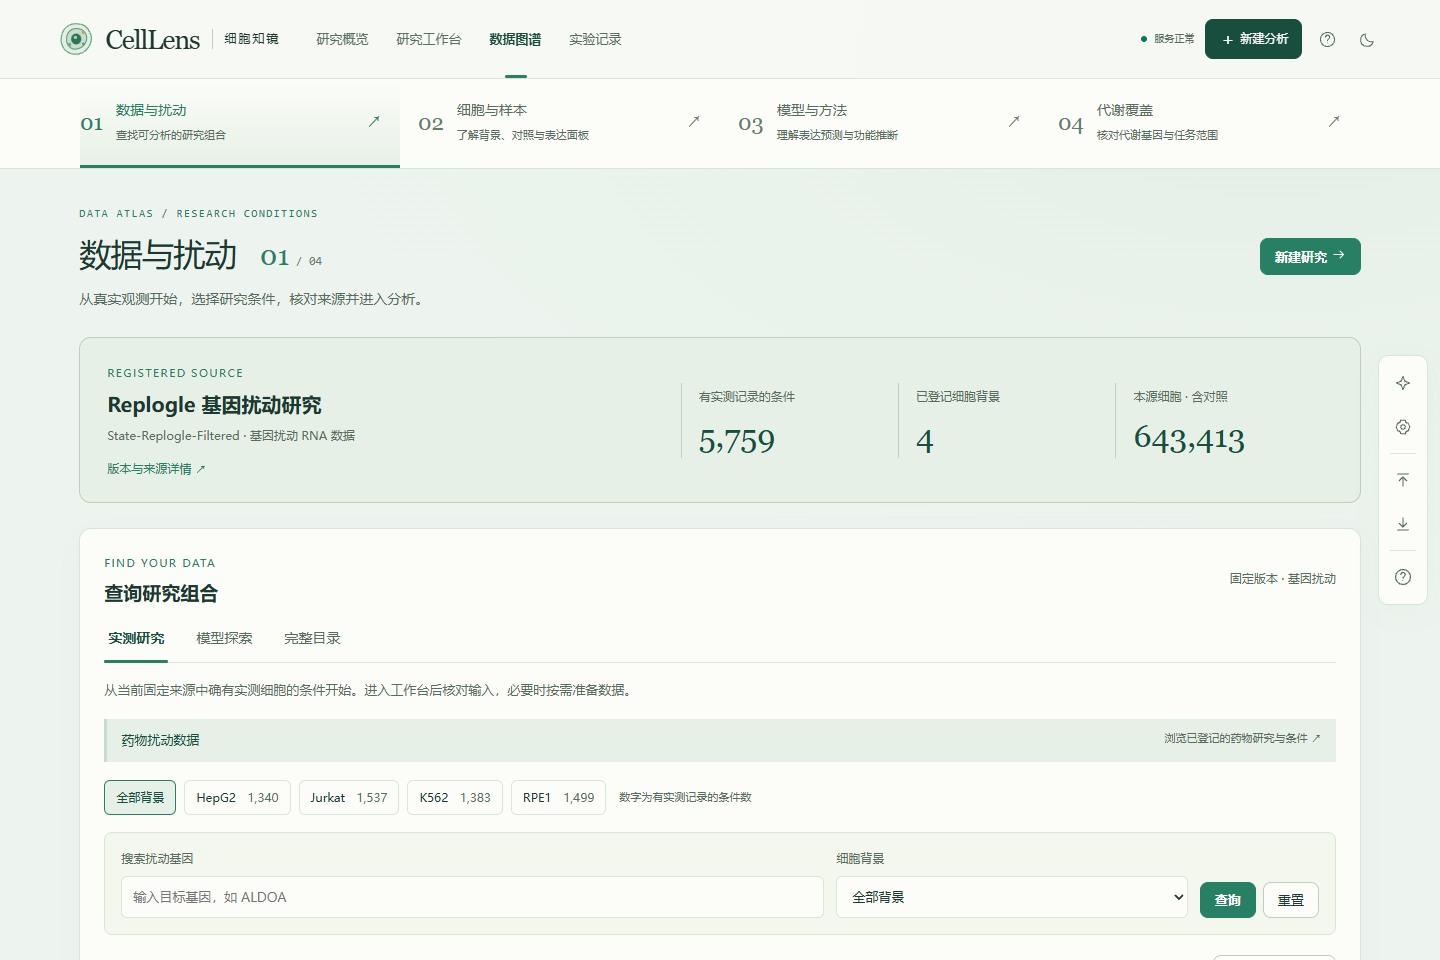 CellLens 细胞知镜 研究概览 研究工作台 数据图谱 实验记录 服务正常 + 新建分析
01 数据与扰动 ↗
查找可分析的研究组合
02 细胞与样本 ↗
了解背景、对照与表达面板
03 模型与方法 ↗
理解表达预测与功能推断
04 代谢覆盖 ↗
核对代谢基因与任务范围
DATA ATLAS / RESEARCH CONDITIONS
数据与扰动 01 / 04
新建研究 →
从真实观测开始，选择研究条件，核对来源并进入分析。
REGISTERED SOURCE
Replogle 基因扰动研究
State-Replogle-Filtered · 基因扰动 RNA 数据
版本与来源详情 ↗
有实测记录的条件
5,759
已登记细胞背景
4
本源细胞 · 含对照
643,413
FIND YOUR DATA
查询研究组合
固定版本 · 基因扰动
实测研究 模型探索 完整目录
从当前固定来源中确有实测细胞的条件开始。进入工作台后核对输入，必要时按需准备数据。
药物扰动数据 浏览已登记的药物研究与条件 ↗
全部背景 HepG2 1,340 Jurkat 1,537 K562 1,383 RPE1 1,499 数字为有实测记录的条件数
搜索扰动基因 细胞背景
输入目标基因，如 ALDOA 全部背景 查询 重置